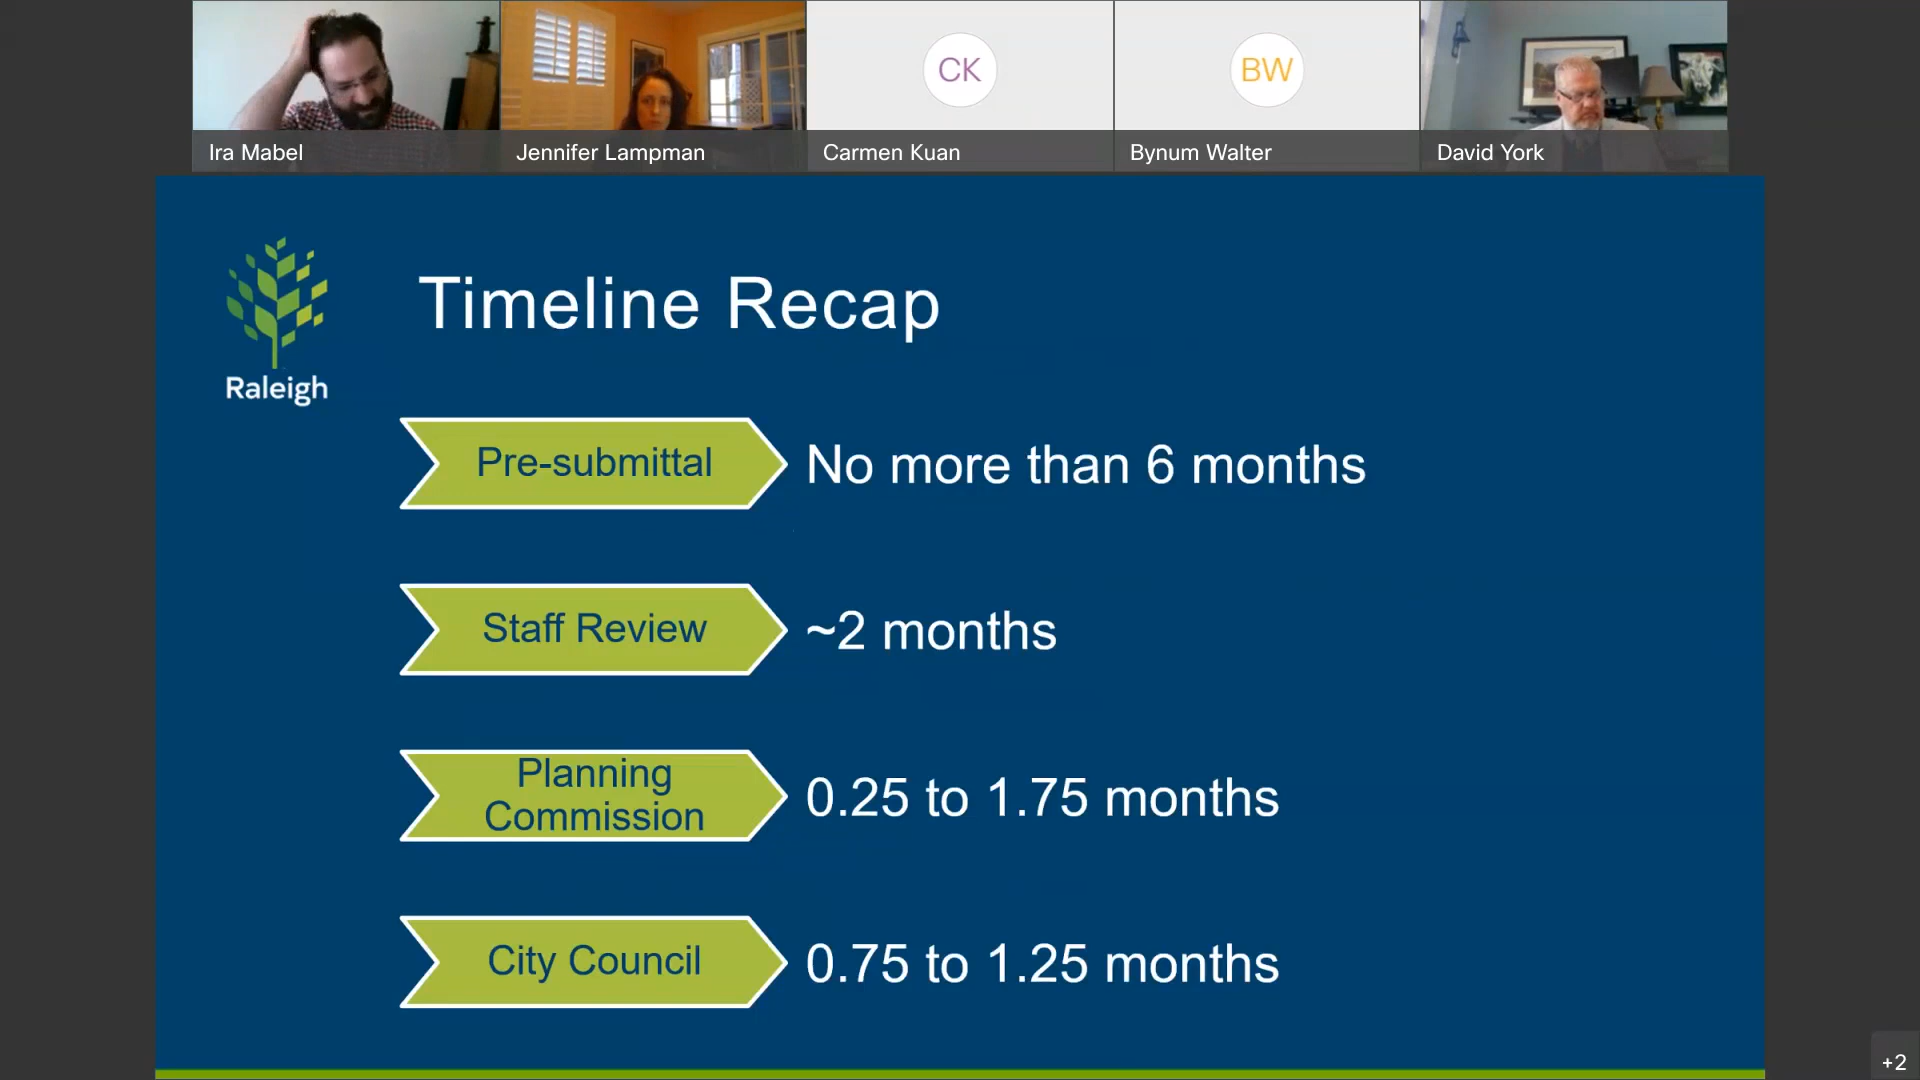 CK
BW
Ira Mabel
Jennifer Lampman
Carmen Kuan
Bynum Walter
David York
Raleigh
Timeline Recap
Pre-submittal
No more than 6 months
Staff Review
~2 months
Planning
Commission
0.25 to 1.75 months
City Council
0.75 to 1.25 months
+2